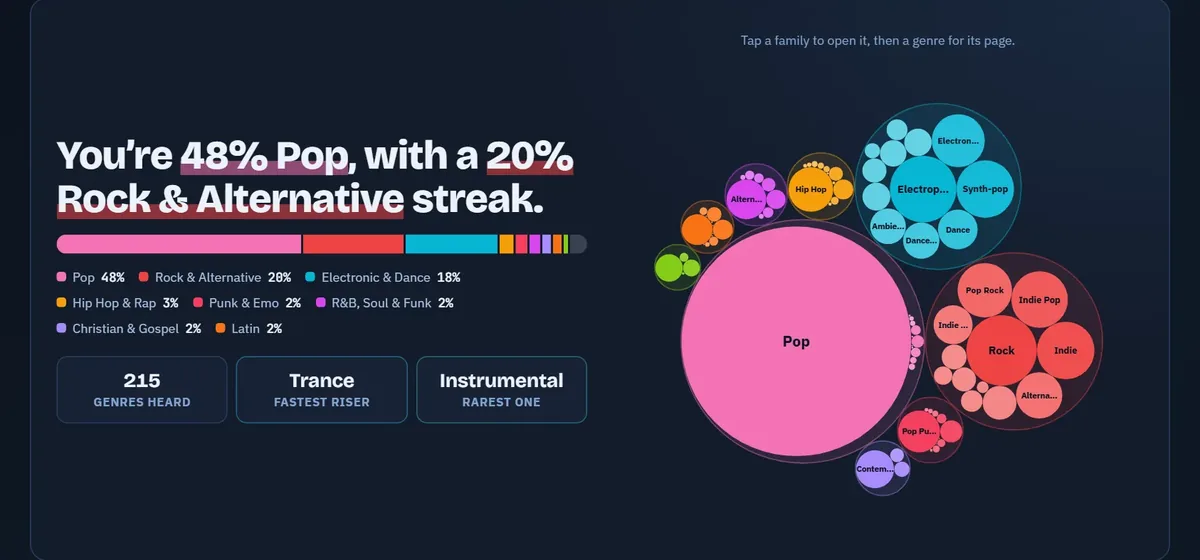 Tap a family to open it, then a genre for its page.
You’re 48% Pop, with a 20%
Rock & Alternative streak.
Pop 48% Rock & Alternative 20% Electronic & Dance 18%
Hip Hop & Rap 3% Punk & Emo 2% R&B, Soul & Funk 2%
Christian & Gospel 2% Latin 2%
215
GENRES HEARD
Trance
FASTEST RISER
Instrumental
RAREST ONE
Electron...
Electrop...
Synth-pop
Ambie...
Dance...
Dance
Hip Hop
Altern...
Pop
Pop Rock
Indie Pop
Indie ...
Rock
Indie
Alterna...
Pop Pu...
Contem...